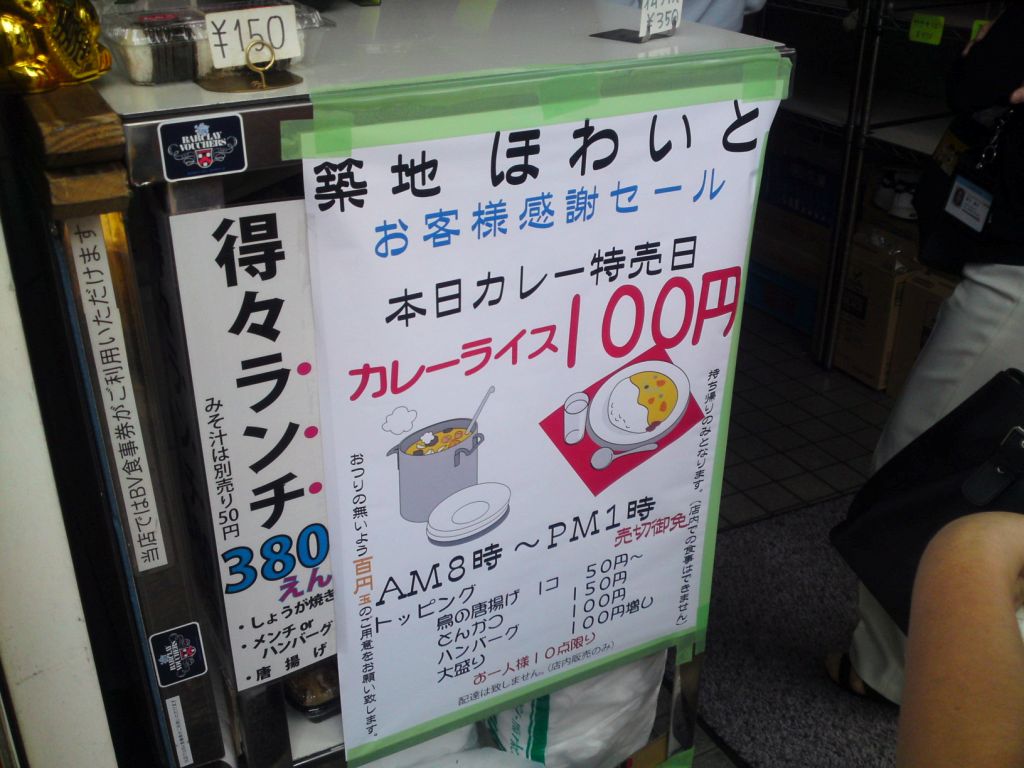 ¥150
¥350
BARCLAY VOUCHERS
築地 ほわいと
お客様感謝セール
本日カレー特売日
カレーライス100円
持ち帰りのみとなります。(店内での食事はできません)
おつりの無いよう百円玉のご用意をお願い致します。
AM8時～PM1時
売切御免
トッピング 50円～
鳥の唐揚げ 1コ 50円
とんかつ 150円
ハンバーグ 100円
大盛り 100円増し
お一人様10点限り
配達は致しません。(店内販売のみ)
得々ランチ
みそ汁は別売り50円
380えん
・しょうが焼き
・メンチ or ハンバーグ
・唐揚げ
当店ではBV食事券がご利用いただけます
BARCLAY VOUCHERS